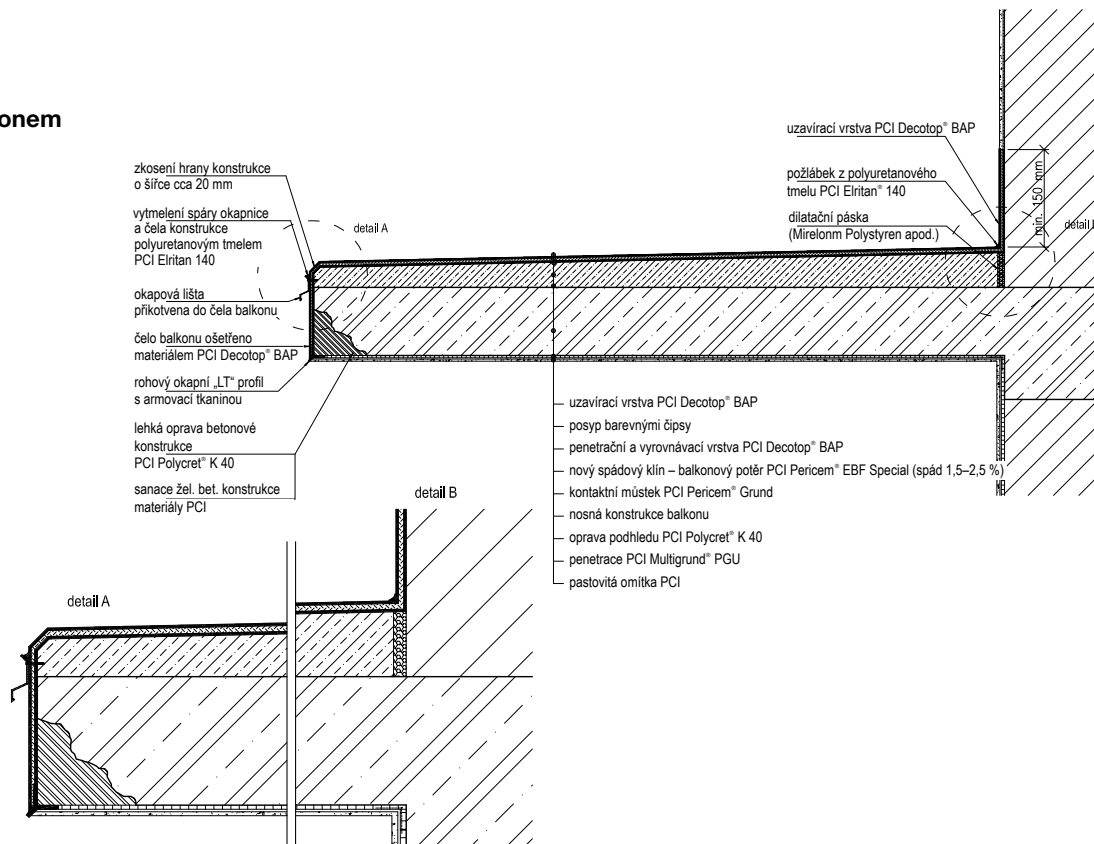 onem
zkosení hrany konstrukce
o šířce cca 20 mm
vytmelení spáry okapnice
a čela konstrukce
polyuretanovým tmelem
PCI Elritan 140
okapová lišta
přikotvena do čela balkonu
čelo balkonu ošetřeno
materiálem PCI Decotop® BAP
rohový okapní „LT“ profil
s armovací tkaninou
lehká oprava betonové
konstrukce
PCI Polycret® K 40
sanace žel. bet. konstrukce
materiály PCI
detail A
uzavírací vrstva PCI Decotop® BAP
požlábek z polyuretanového
tmelu PCI Elritan® 140
dilatační páska
(Mirelonm Polystyren apod.)
min. 150 mm
detail
uzavírací vrstva PCI Decotop® BAP
posyp barevnými čipsy
penetrační a vyrovnávací vrstva PCI Decotop® BAP
nový spádový klín – balkonový potěr PCI Pericem® EBF Special (spád 1,5–2,5 %)
kontaktní můstek PCI Pericem® Grund
nosná konstrukce balkonu
oprava podhledu PCI Polycret® K 40
penetrace PCI Multigrund® PGU
pastovitá omítka PCI
detail B
detail A